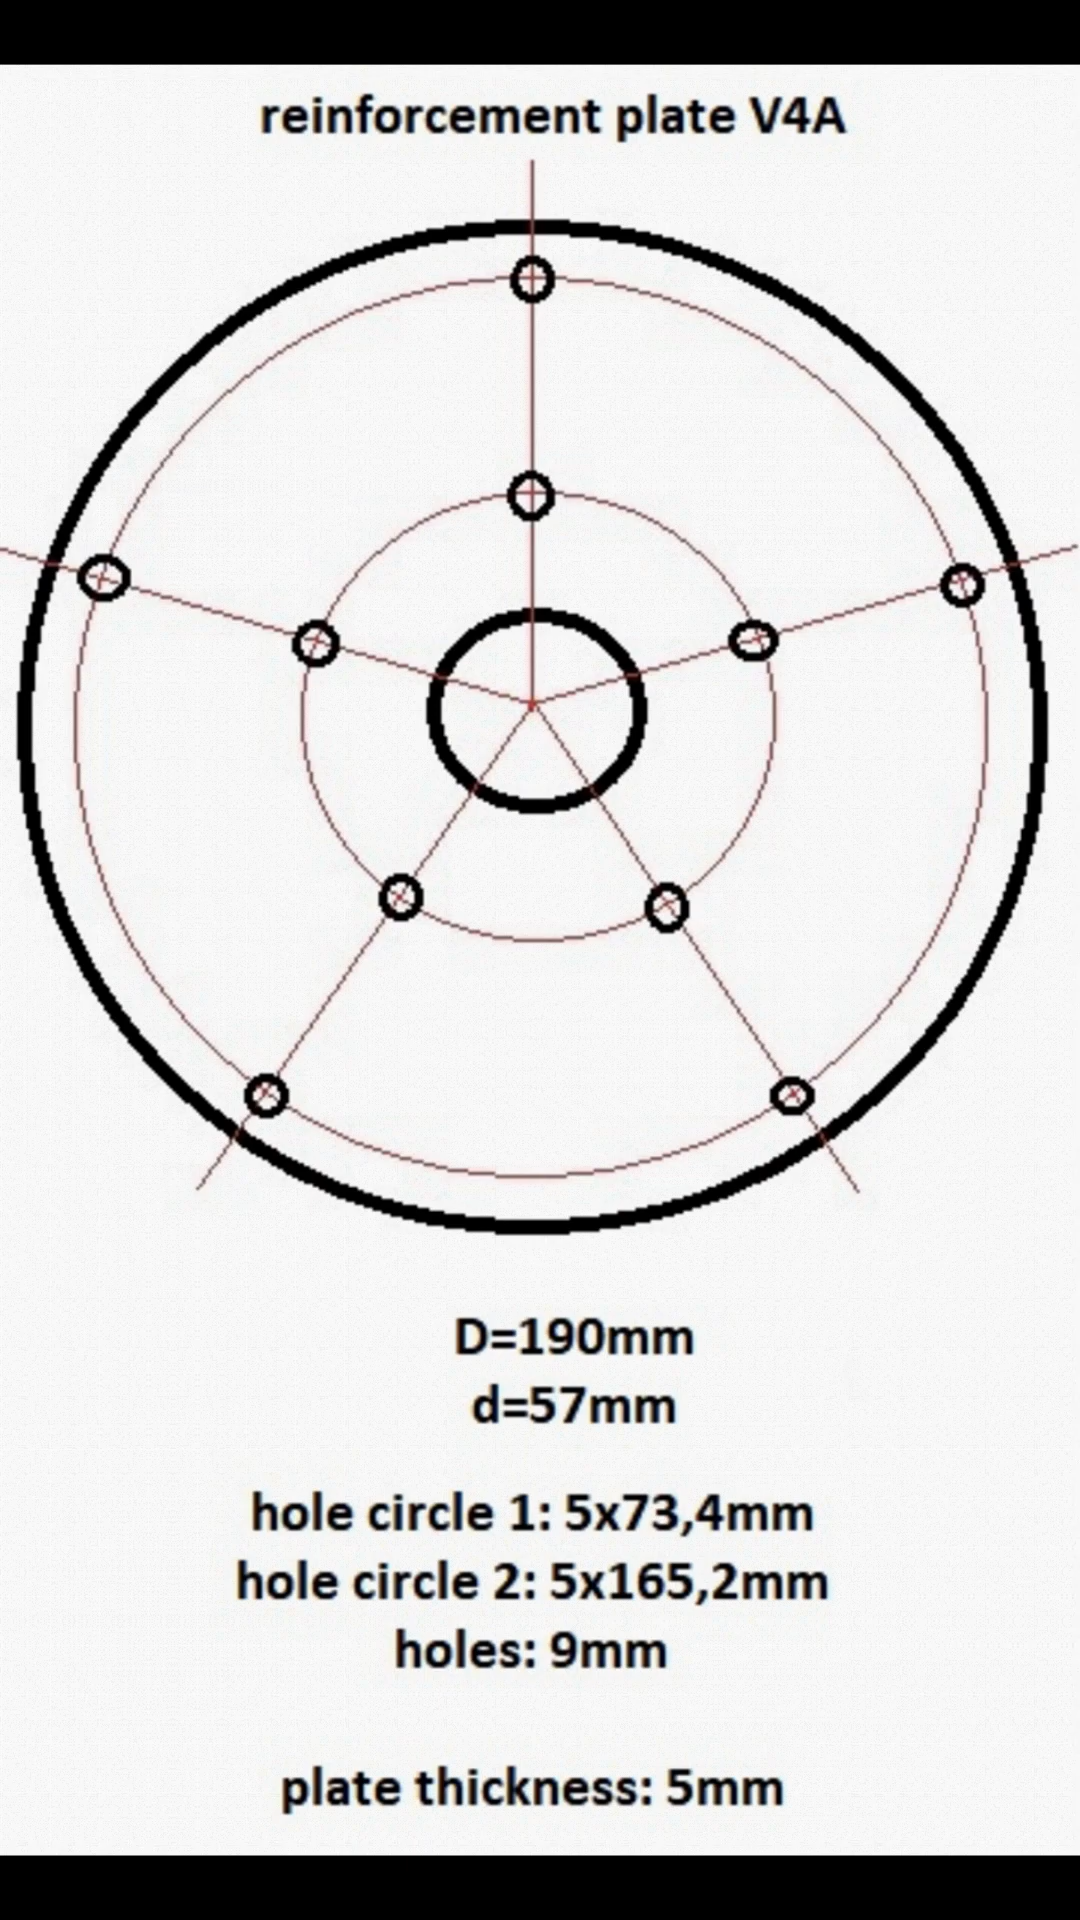 reinforcement plate V4A
D=190mm
d=57mm
hole circle 1: 5x73,4mm
hole circle 2: 5x165,2mm
holes: 9mm
plate thickness: 5mm